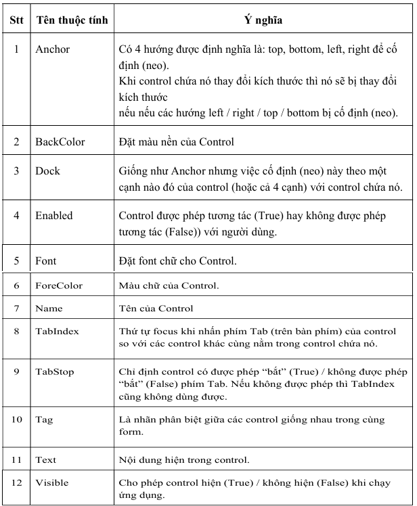 Stt Tên thuộc tính Ý nghĩa
1 Anchor Có 4 hướng được định nghĩa là: top, bottom, left, right để cố
định (neo).
Khi control chứa nó thay đổi kích thước thì nó sẽ bị thay đổi
kích thước
nếu nếu các hướng left / right / top / bottom bị cố định (neo).
2 BackColor Đặt màu nền của Control
3 Dock Giống như Anchor nhưng việc cố định (neo) này theo một
cạnh nào đó của control (hoặc cả 4 cạnh) với control chứa nó.
4 Enabled Control được phép tương tác (True) hay không được phép
tương tác (False)) với người dùng.
5 Font Đặt font chữ cho Control.
6 ForeColor Màu chữ của Control.
7 Name Tên của Control
8 TabIndex Thứ tự focus khi nhấn phím Tab (trên bàn phím) của control
so với các control khác cùng nằm trong control chứa nó.
9 TabStop Chỉ định control có được phép “bắt” (True) / không được phép
“bắt” (False) phím Tab. Nếu không được phép thì TabIndex
cũng không dùng được.
10 Tag Là nhãn phân biệt giữa các control giống nhau trong cùng
form.
11 Text Nội dung hiện trong control.
12 Visible Cho phép control hiện (True) / không hiện (False) khi chạy
ứng dụng.